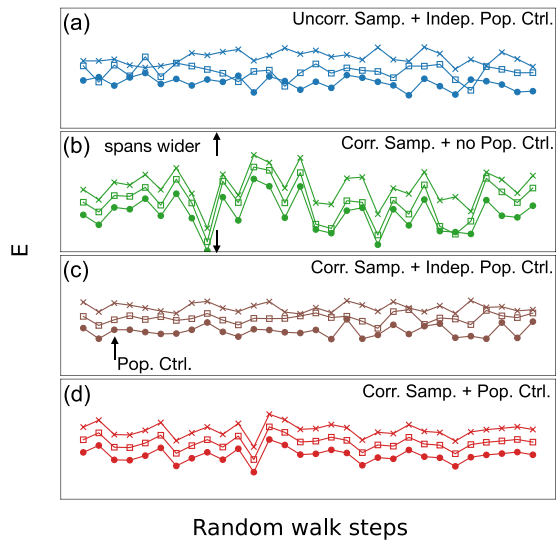 (a)
Uncorr. Samp. + Indep. Pop. Ctrl.
(b)
Corr. Samp. + no Pop. Ctrl.
spans wider
E
(c)
Corr. Samp. + Indep. Pop. Ctrl.
Pop. Ctrl.
(d)
Corr. Samp. + Pop. Ctrl.
Random walk steps